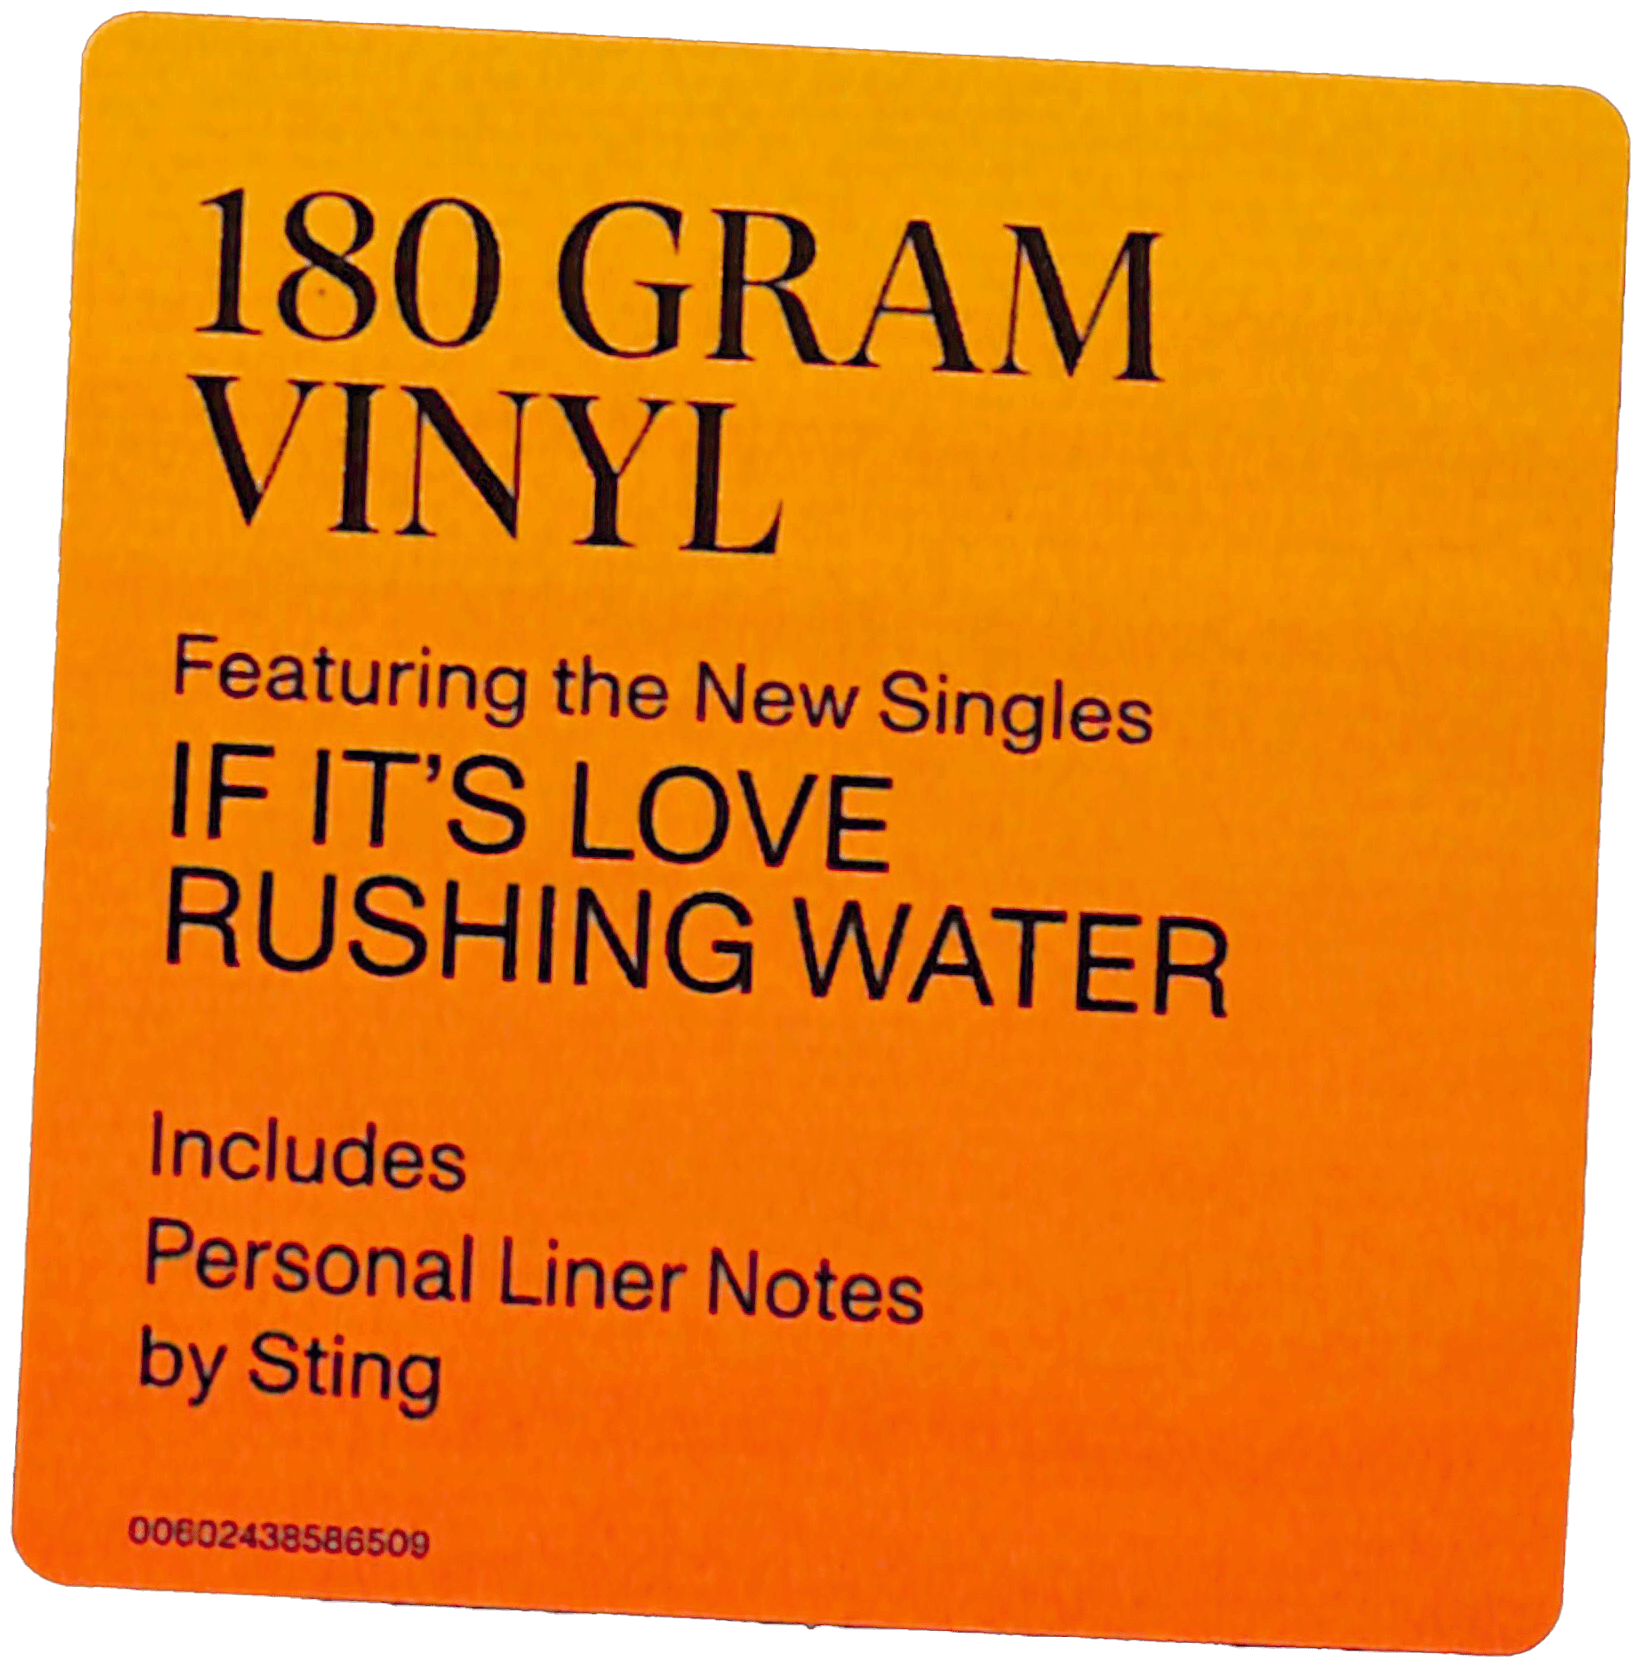 180 GRAM
VINYL
Featuring the New Singles
IF IT'S LOVE
RUSHING WATER
Includes
Personal Liner Notes
by Sting
00602438586509